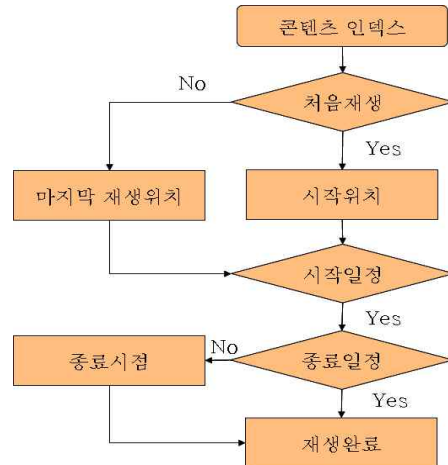 콘텐츠 인덱스
No
처음재생
Yes
마지막 재생위치
시작위치
시작일정
Yes
종료시점
No
종료일정
Yes
재생완료